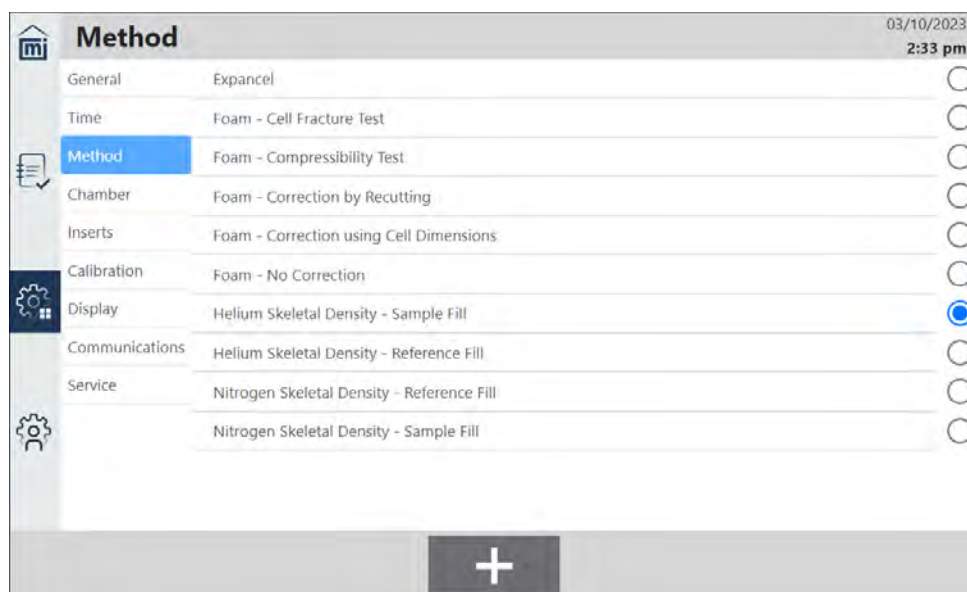 mi
Method
03/10/2023
2:33 pm
General
Time
Method
Chamber
Inserts
Calibration
Display
Communications
Service
Expancel
Foam - Cell Fracture Test
Foam - Compressibility Test
Foam - Correction by Recutting
Foam - Correction using Cell Dimensions
Foam - No Correction
Helium Skeletal Density - Sample Fill
Helium Skeletal Density - Reference Fill
Nitrogen Skeletal Density - Reference Fill
Nitrogen Skeletal Density - Sample Fill
+